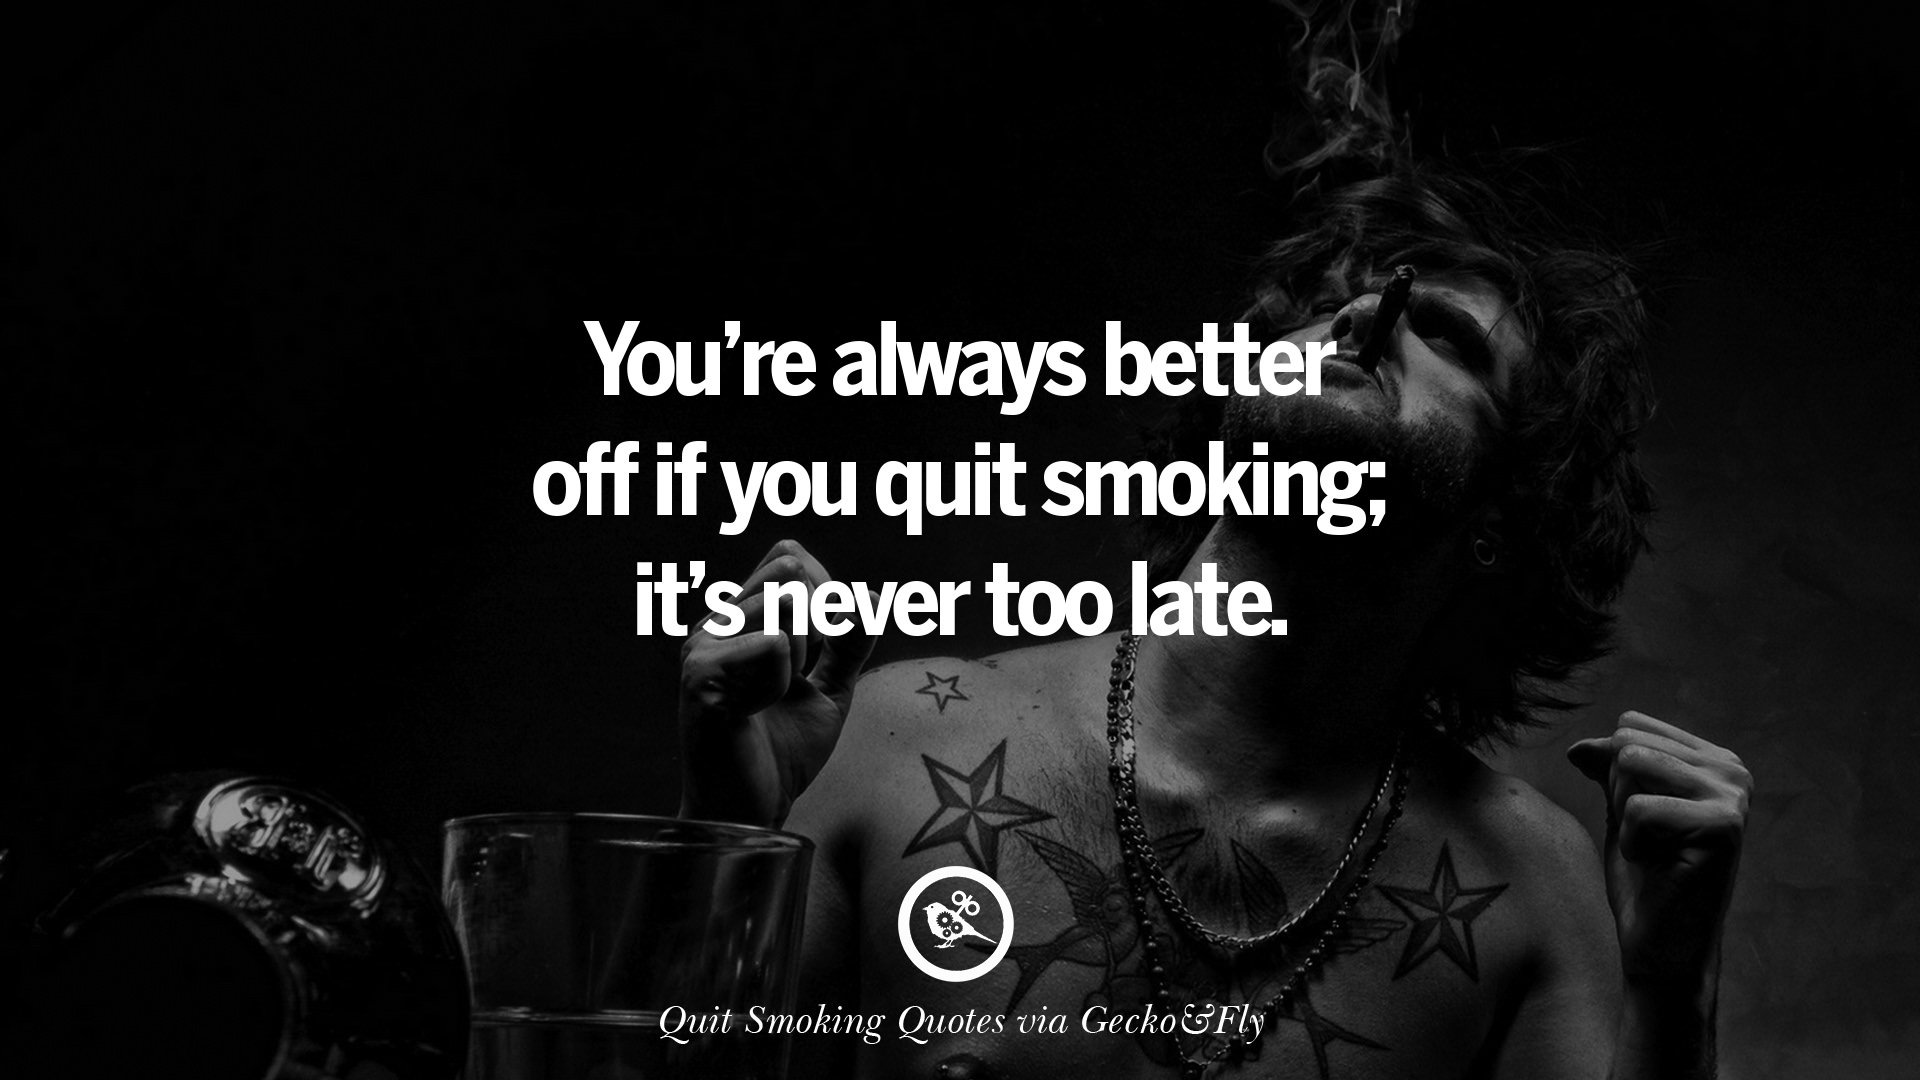 You’re always better
off if you quit smoking;
it’s never too late.
Quit Smoking Quotes via Gecko&Fly